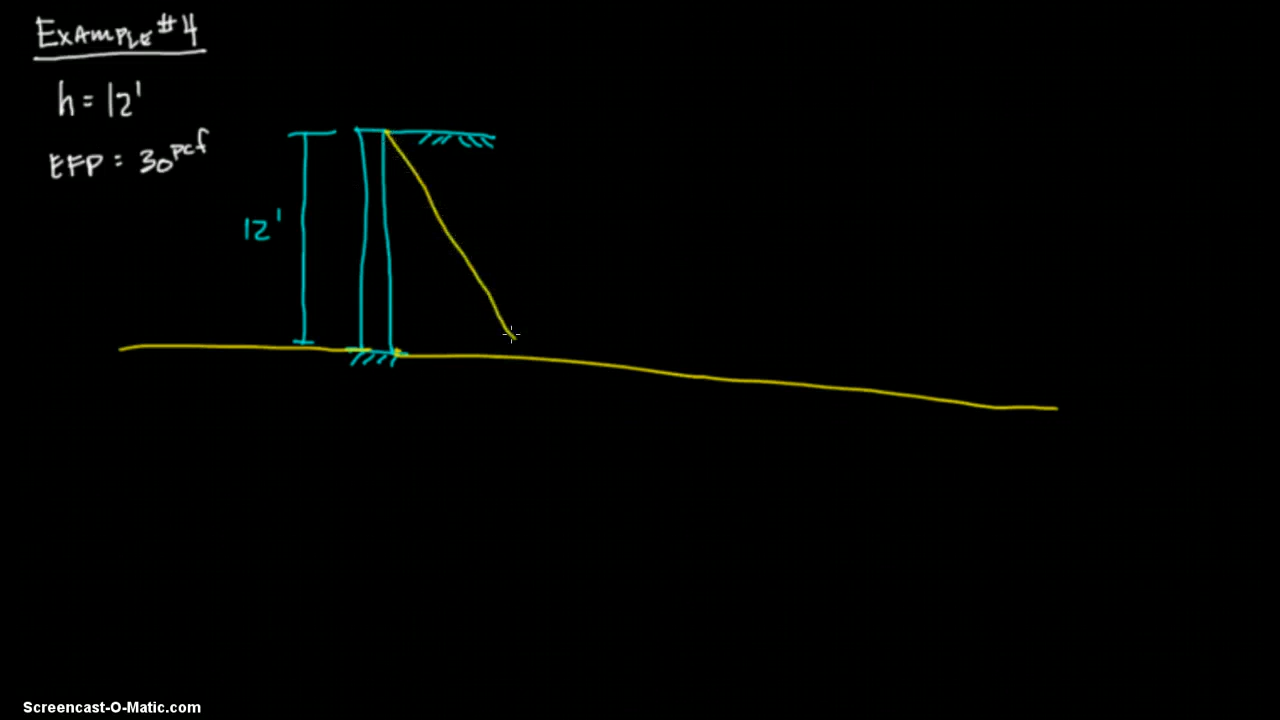 EXAMPLE #4
h = 12'
EFP = 30 pcf
12'
Screencast-O-Matic.com